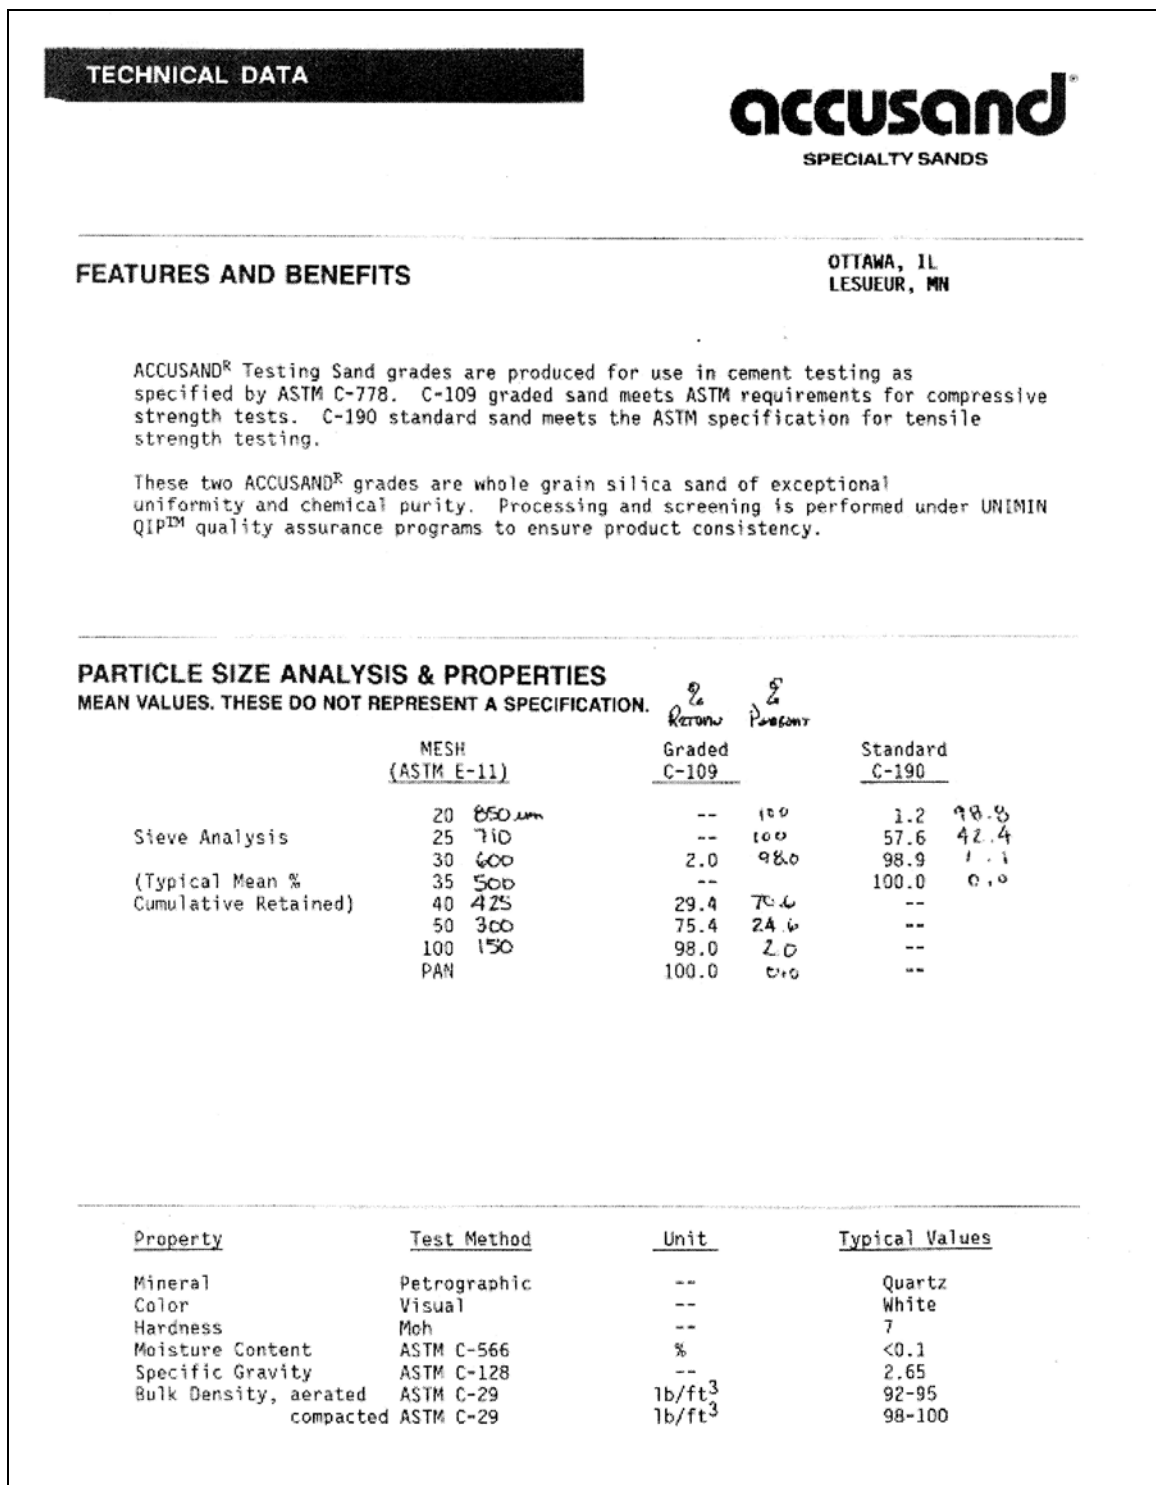 TECHNICAL DATA
accusand®
SPECIALTY SANDS
FEATURES AND BENEFITS
OTTAWA, IL
LESUEUR, MN
ACCUSANDR Testing Sand grades are produced for use in cement testing as
specified by ASTM C-778. C-109 graded sand meets ASTM requirements for compressive
strength tests. C-190 standard sand meets the ASTM specification for tensile
strength testing.
These two ACCUSANDR grades are whole grain silica sand of exceptional
uniformity and chemical purity. Processing and screening is performed under UNIMIN
QIPTM quality assurance programs to ensure product consistency.
PARTICLE SIZE ANALYSIS & PROPERTIES
MEAN VALUES. THESE DO NOT REPRESENT A SPECIFICATION.
% %
MESH Graded Standard
(ASTM E-11) C-109 C-190
20 850 um -- 100 1.2 98.8
Sieve Analysis 25 710 -- 100 57.6 42.4
30 600 2.0 98.0 98.9 1.1
(Typical Mean % 35 500 -- 100.0 0.0
Cumulative Retained) 40 425 29.4 70.6 --
50 300 75.4 24.6 --
100 150 98.0 2.0 --
PAN 100.0 0.0 --
Property Test Method Unit Typical Values
Mineral Petrographic -- Quartz
Color Visual -- White
Hardness Moh -- 7
Moisture Content ASTM C-566 % <0.1
Specific Gravity ASTM C-128 -- 2.65
Bulk Density, aerated ASTM C-29 lb/ft3 92-95
compacted ASTM C-29 lb/ft3 98-100